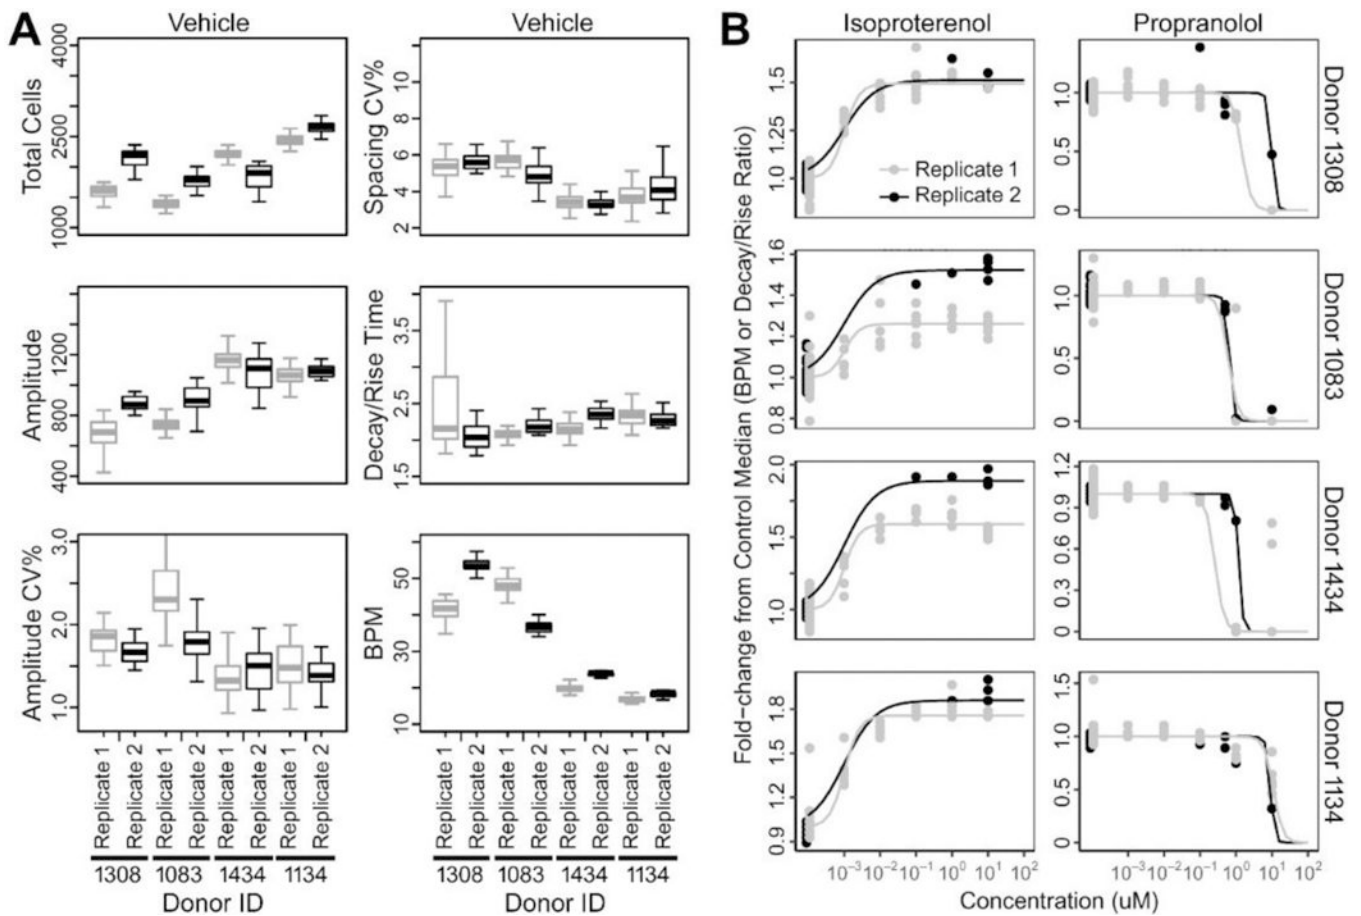 A
Vehicle
Vehicle
Total Cells
4000
2500
1000
Spacing CV%
10
8
6
4
2
Amplitude
1200
800
400
Decay/Rise Time
3.5
2.5
1.5
Amplitude CV%
3.0
2.0
1.0
BPM
50
30
10
Replicate 1
Replicate 2
Replicate 1
Replicate 2
Replicate 1
Replicate 2
Replicate 1
Replicate 2
1308 1083 1434 1134
Donor ID
Replicate 1
Replicate 2
Replicate 1
Replicate 2
Replicate 1
Replicate 2
Replicate 1
Replicate 2
1308 1083 1434 1134
Donor ID
B
Isoproterenol
Propranolol
Fold−change from Control Median (BPM or Decay/Rise Ratio)
1.5
1.25
1.0
Replicate 1
Replicate 2
1.0
0.5
0
Donor 1308
1.6
1.4
1.2
1.0
0.8
1.0
0.5
0
Donor 1083
2.0
1.5
1.0
1.2
0.9
0.6
0.3
0
Donor 1434
1.8
1.5
1.2
0.9
1.5
1.0
0.5
0
Donor 1134
10−3 10−2 10−1 100 101 102
10−3 10−2 10−1 100 101 102
Concentration (uM)